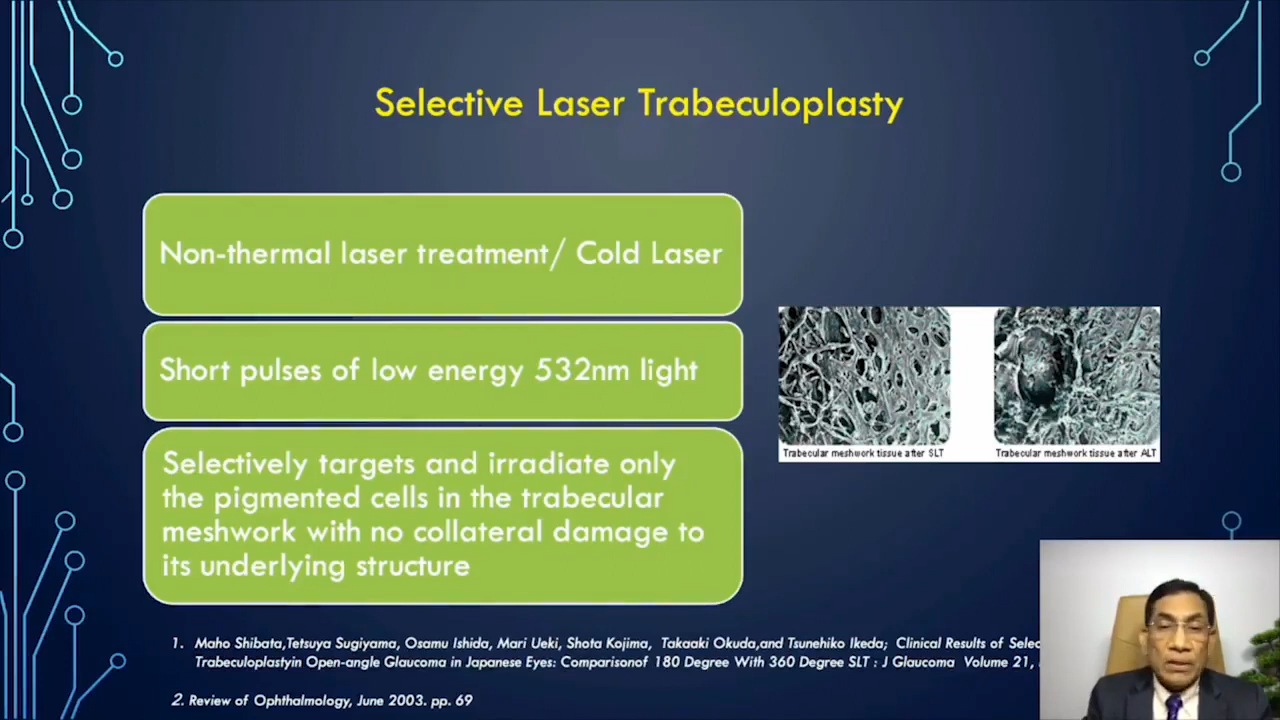 Selective Laser Trabeculoplasty
Non-thermal laser treatment/ Cold Laser
Short pulses of low energy 532nm light
Selectively targets and irradiate only
the pigmented cells in the trabecular
meshwork with no collateral damage to
its underlying structure
Trabecular meshwork tissue after SLT
Trabecular meshwork tissue after ALT
1. Maho Shibata,Tetsuya Sugiyama, Osamu Ishida, Mari Ueki, Shota Kojima, Takaaki Okuda,and Tsunehiko Ikeda; Clinical Results of
Trabeculoplastyin Open-angle Glaucoma in Japanese Eyes: Comparisonof 180 Degree With 360 Degree SLT : J Glaucoma Volume 21,
2. Review of Ophthalmology, June 2003. pp. 69